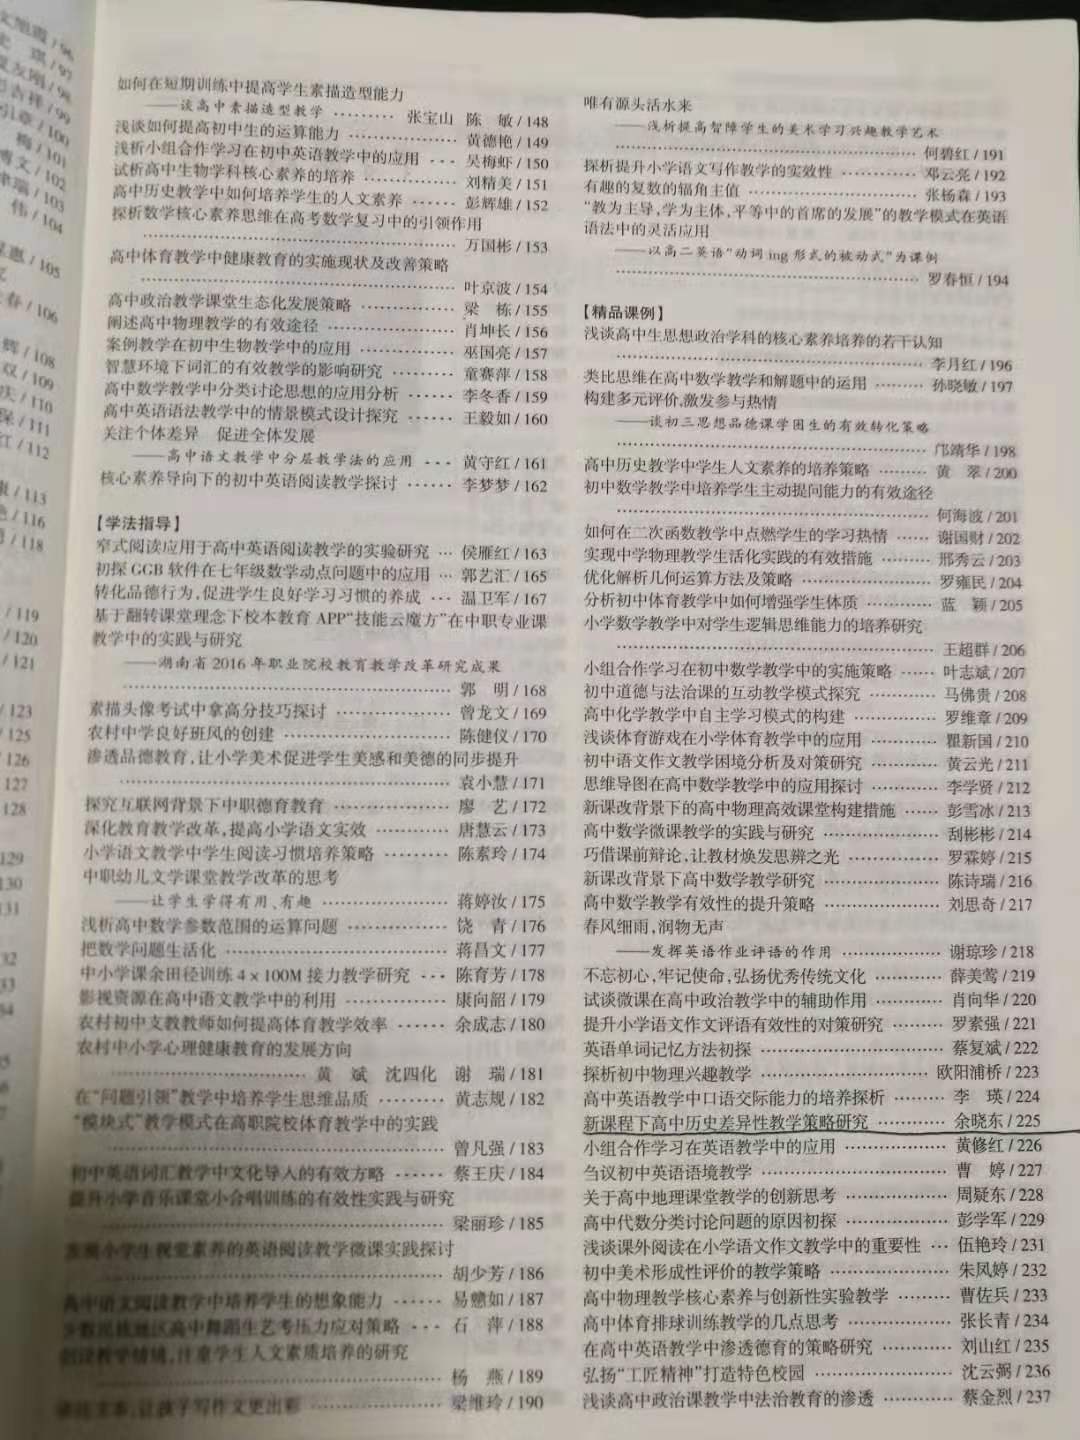 文旭霞/96
琪/97
夏友刚/98
彭吉祥/99
引章/100
梅/101
博文/102
津瑞/103
伟/104
惠/105
春/106
辉/108
双/109
庆/110
保/111
红/112
康/113
艳/116
/118
/119
/120
/121
/123
/125
/126
127
128
129
130
131
如何在短期训练中提高学生素描造型能力
——谈高中素描造型教学 ……… 张宝山 陈 敏/148
浅谈如何提高初中生的运算能力 ……… 黄德艳/149
浅析小组合作学习在初中英语教学中的应用 … 吴梅虾/150
试析高中生物学科核心素养的培养 ……… 刘精美/151
高中历史教学中如何培养学生的人文素养 …… 彭辉雄/152
探析数学核心素养思维在高考数学复习中的引领作用
……… 万国彬/153
高中体育教学中健康教育的实施现状及改善策略
……… 叶京波/154
高中政治教学课堂生态化发展策略 ……… 梁 栋/155
阐述高中物理教学的有效途径 ……… 肖坤长/156
案例教学在初中生物教学中的应用 ……… 巫国亮/157
智慧环境下词汇的有效教学的影响研究 ……… 童赛萍/158
高中数学教学中分类讨论思想的应用分析 …… 李冬香/159
高中英语语法教学中的情景模式设计探究 …… 王毅如/160
关注个体差异 促进全体发展
——高中语文教学中分层教学法的应用 … 黄守红/161
核心素养导向下的初中英语阅读教学探讨 …… 李梦梦/162
【学法指导】
窄式阅读应用于高中英语阅读教学的实验研究 … 侯雁红/163
初探GGB软件在七年级数学动点问题中的应用 … 郭艺汇/165
转化品德行为,促进学生良好学习习惯的养成 … 温卫军/167
基于翻转课堂理念下校本教育APP“技能云魔方”在中职专业课
教学中的实践与研究
——湖南省2016年职业院校教育教学改革研究成果
……… 郭 明/168
素描头像考试中拿高分技巧探讨 ……… 曾龙文/169
农村中学良好班风的创建 ……… 陈健仪/170
渗透品德教育,让小学美术促进学生美感和美德的同步提升
……… 袁小慧/171
探究互联网背景下中职德育教育 ……… 廖 艺/172
深化教育教学改革,提高小学语文实效 ……… 唐慧云/173
小学语文教学中学生阅读习惯培养策略 ……… 陈素玲/174
中职幼儿文学课堂教学改革的思考
——让学生学得有用、有趣 ……… 蒋婷汝/175
浅析高中数学参数范围的运算问题 ……… 饶 青/176
把数学问题生活化 ……… 蒋昌文/177
中小学课余田径训练4×100M接力教学研究 … 陈育芳/178
影视资源在高中语文教学中的利用 ……… 康向韶/179
农村初中支教教师如何提高体育教学效率 …… 余成志/180
农村中小学心理健康教育的发展方向
……… 黄 斌 沈四化 谢 瑞/181
在“问题引领”教学中培养学生思维品质 ……… 黄志规/182
“模块式”教学模式在高职院校体育教学中的实践
……… 曾凡强/183
初中英语词汇教学中文化导入的有效方略 …… 蔡王庆/184
提升小学音乐课堂小合唱训练的有效性实践与研究
……… 梁丽珍/185
发展小学生视觉素养的英语阅读教学微课实践探讨
……… 胡少芳/186
高中语文阅读教学中培养学生的想象能力 …… 易戆如/187
少数民族地区高中舞蹈生艺考压力应对策略 … 石 萍/188
创设教学情境,注重学生人文素质培养的研究
……… 杨 燕/189
,让孩子写作文更出彩 ……… 梁维玲/190
唯有源头活水来
——浅析提高智障学生的美术学习兴趣教学艺术
……… 何碧红/191
探析提升小学语文写作教学的实效性 ……… 邓云亮/192
有趣的复数的辐角主值 ……… 张杨森/193
“教为主导,学为主体,平等中的首席的发展”的教学模式在英语
语法中的灵活应用
——以高二英语“动词ing形式的被动式”为课例
……… 罗春恒/194
【精品课例】
浅谈高中生思想政治学科的核心素养培养的若干认知
……… 李月红/196
类比思维在高中数学教学和解题中的运用 …… 孙晓敏/197
构建多元评价,激发参与热情
——谈初三思想品德课学困生的有效转化策略
……… 邝靖华/198
高中历史教学中学生人文素养的培养策略 …… 黄 翠/200
初中数学教学中培养学生主动提问能力的有效途径
……… 何海波/201
如何在二次函数教学中点燃学生的学习热情 …… 谢国财/202
实现中学物理教学生活化实践的有效措施 …… 邢秀云/203
优化解析几何运算方法及策略 ……… 罗雍民/204
分析初中体育教学中如何增强学生体质 ……… 蓝 颖/205
小学数学教学中对学生逻辑思维能力的培养研究
……… 王超群/206
小组合作学习在初中数学教学中的实施策略 …… 叶志斌/207
初中道德与法治课的互动教学模式探究 ……… 马佛贵/208
高中化学教学中自主学习模式的构建 ……… 罗维章/209
浅谈体育游戏在小学体育教学中的应用 ……… 瞿新国/210
初中语文作文教学困境分析及对策研究 ……… 黄云光/211
思维导图在高中数学教学中的应用探讨 ……… 李学贤/212
新课改背景下的高中物理高效课堂构建措施 …… 彭雪冰/213
高中数学微课教学的实践与研究 ……… 刮彬彬/214
巧借课前辩论,让教材焕发思辨之光 ……… 罗霖婷/215
新课改背景下高中数学教学研究 ……… 陈诗瑞/216
高中数学教学有效性的提升策略 ……… 刘思奇/217
春风细雨,润物无声
——发挥英语作业评语的作用 ……… 谢琼珍/218
不忘初心,牢记使命,弘扬优秀传统文化 ……… 薛美莺/219
试谈微课在高中政治教学中的辅助作用 ……… 肖向华/220
提升小学语文作文评语有效性的对策研究 …… 罗素强/221
英语单词记忆方法初探 ……… 蔡复斌/222
探析初中物理兴趣教学 ……… 欧阳浦桥/223
高中英语教学中口语交际能力的培养探析 …… 李 瑛/224
新课程下高中历史差异性教学策略研究 ……… 余晓东/225
小组合作学习在英语教学中的应用 ……… 黄修红/226
刍议初中英语语境教学 ……… 曹 婷/227
关于高中地理课堂教学的创新思考 ……… 周疑东/228
高中代数分类讨论问题的原因初探 ……… 彭学军/229
浅谈课外阅读在小学语文作文教学中的重要性 … 伍艳玲/231
初中美术形成性评价的教学策略 ……… 朱凤婷/232
高中物理教学核心素养与创新性实验教学 …… 曹佐兵/233
高中体育排球训练教学的几点思考 ……… 张长青/234
在高中英语教学中渗透德育的策略研究 ……… 刘山红/235
弘扬“工匠精神”打造特色校园 ……… 沈云弼/236
浅谈高中政治课教学中法治教育的渗透 ……… 蔡金烈/237